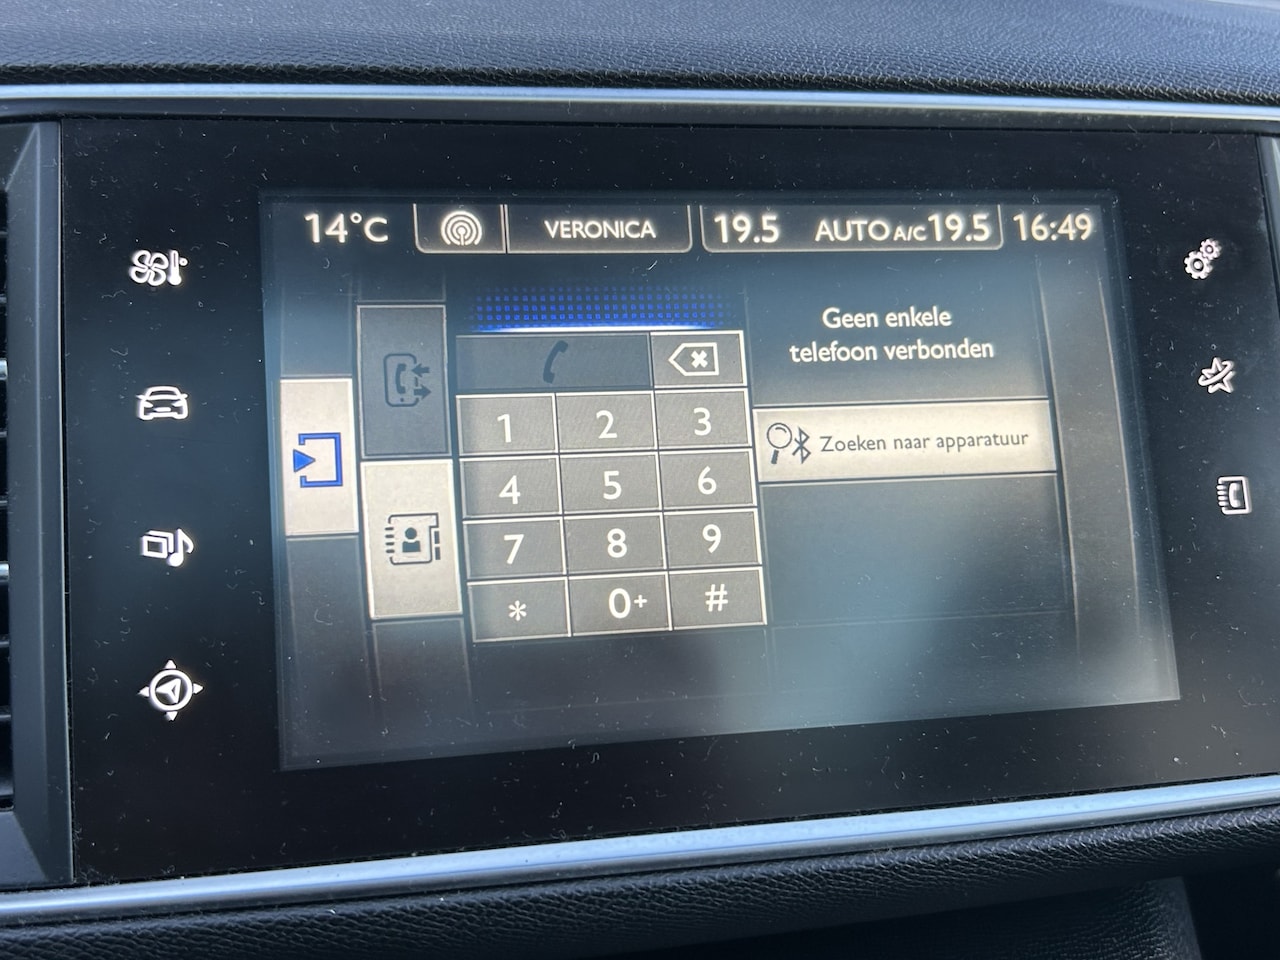 14°C VERONICA 19.5 AUTO A/C 19.5 16:49
Geen enkele
telefoon verbonden
Zoeken naar apparatuur
1 2 3
4 5 6
7 8 9
* 0+ #